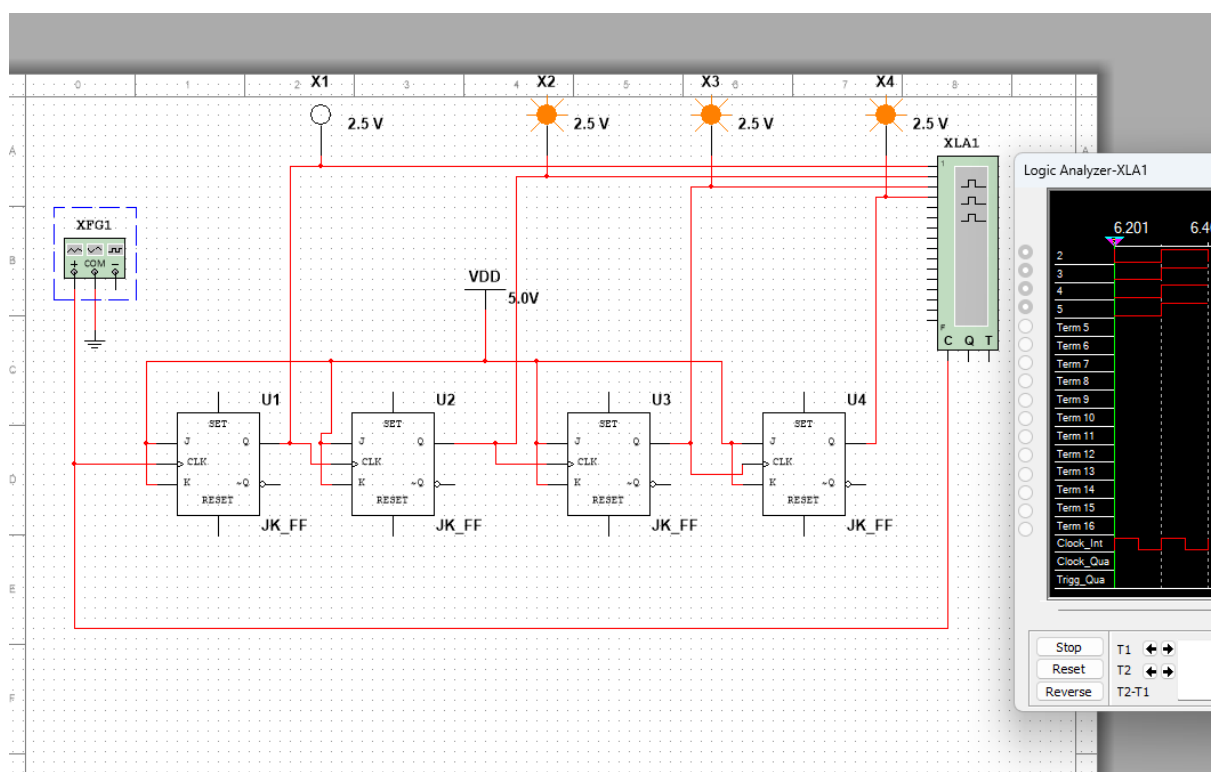 0 1 2 3 4 5 6 7 8
X1 X2 X3 X4
2.5 V 2.5 V 2.5 V 2.5 V
XLA1
A A
1
Logic Analyzer-XLA1
XFG1
+ COM −
B
6.201 6.4
2
3
4
5
Term 5
Term 6
Term 7
Term 8
Term 9
Term 10
Term 11
Term 12
Term 13
Term 14
Term 15
Term 16
Clock_Int
Clock_Qua
Trigg_Qua
VDD
5.0V
F
C Q T
C C
U1 U2 U3 U4
SET SET SET SET
J Q J Q J Q J Q
CLK CLK CLK CLK
K ~Q K ~Q K ~Q K ~Q
RESET RESET RESET RESET
JK_FF JK_FF JK_FF JK_FF
D D
E E
F F
Stop T1
Reset T2
Reverse T2-T1